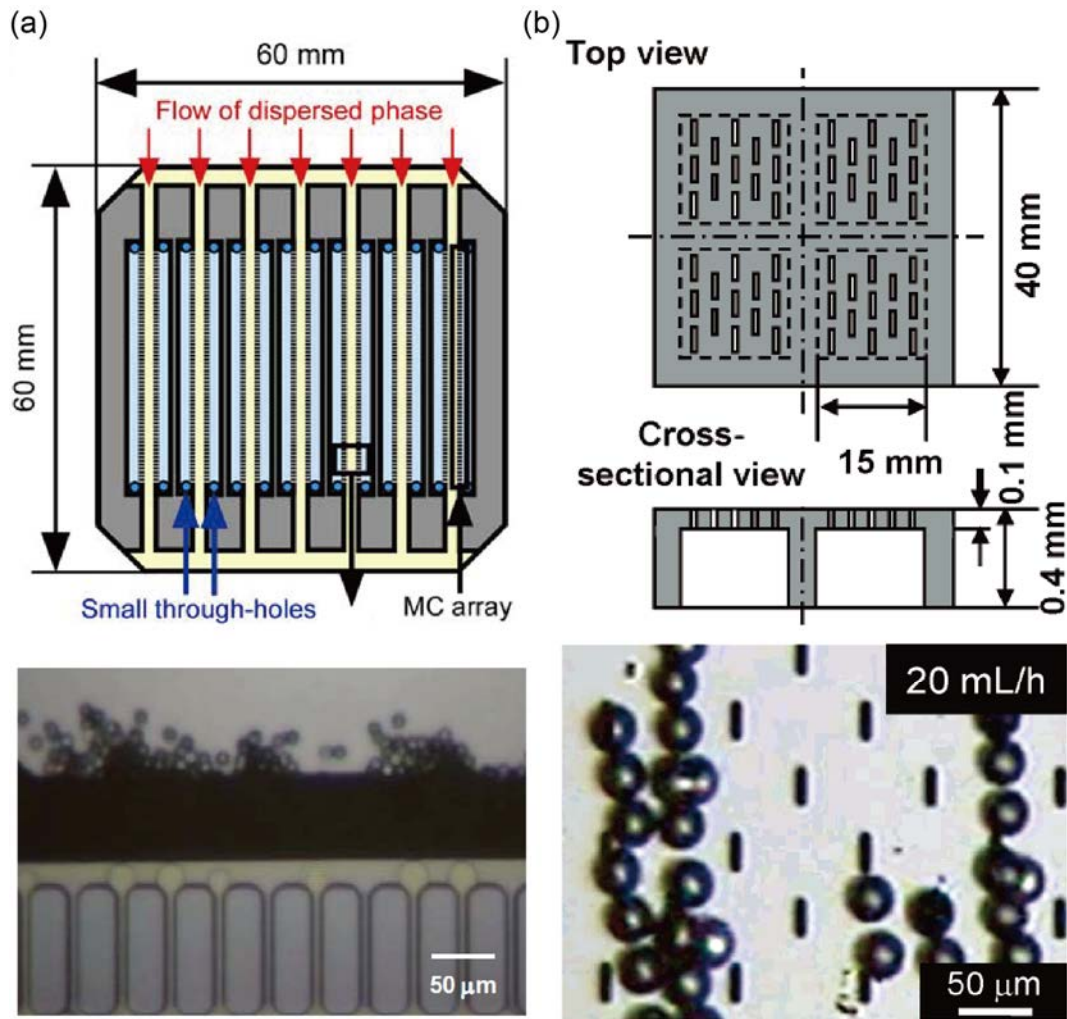 (a)
60 mm
Flow of dispersed phase
60 mm
Small through-holes
MC array
50 μm
(b)
Top view
40 mm
Cross-
sectional view
15 mm
0.1 mm
0.4 mm
20 mL/h
50 μm